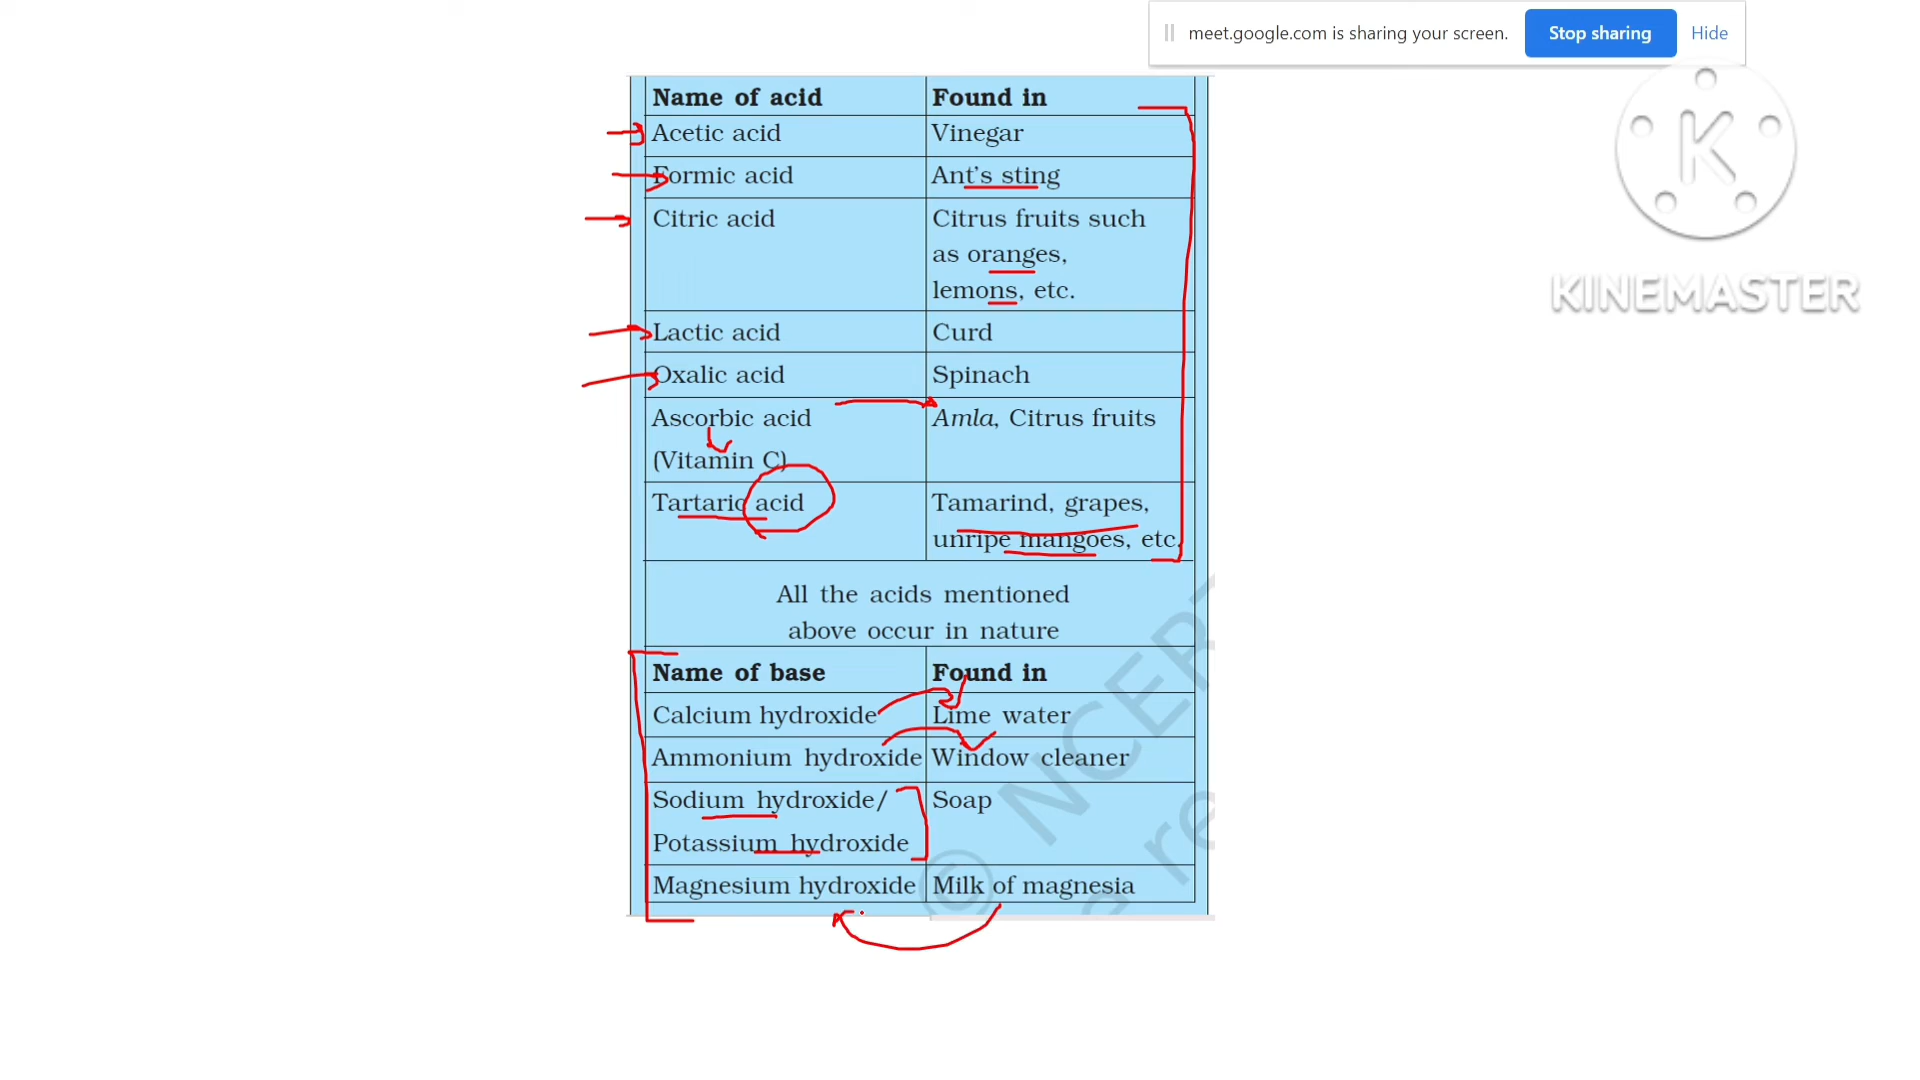 meet.google.com is sharing your screen. Stop sharing Hide
KINEMASTER
Name of acid Found in
Acetic acid Vinegar
Formic acid Ant's sting
Citric acid Citrus fruits such
as oranges,
lemons, etc.
Lactic acid Curd
Oxalic acid Spinach
Ascorbic acid Amla, Citrus fruits
(Vitamin C)
Tartaric acid Tamarind, grapes,
unripe mangoes, etc.
All the acids mentioned
above occur in nature
Name of base Found in
Calcium hydroxide Lime water
Ammonium hydroxide Window cleaner
Sodium hydroxide/ Soap
Potassium hydroxide
Magnesium hydroxide Milk of magnesia
© NCERT
re